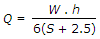 Q = W . h / 6(S + 2.5)